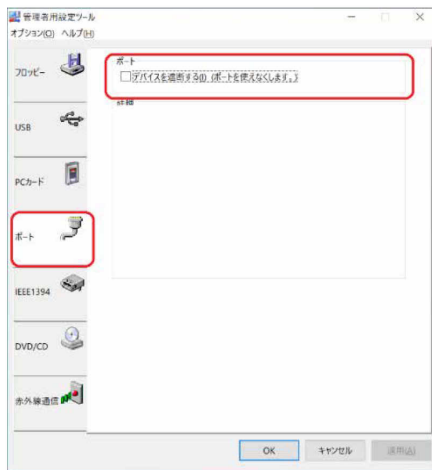 管理者用設定ツール
オプション(O) ヘルプ(H)
フロッピー
USB
PCカード
ポート
IEEE1394
DVD/CD
赤外線通信
ポート
デバイスを遮断する(I) (ポートを使えなくします。)
詳細
OK
キャンセル
適用(A)